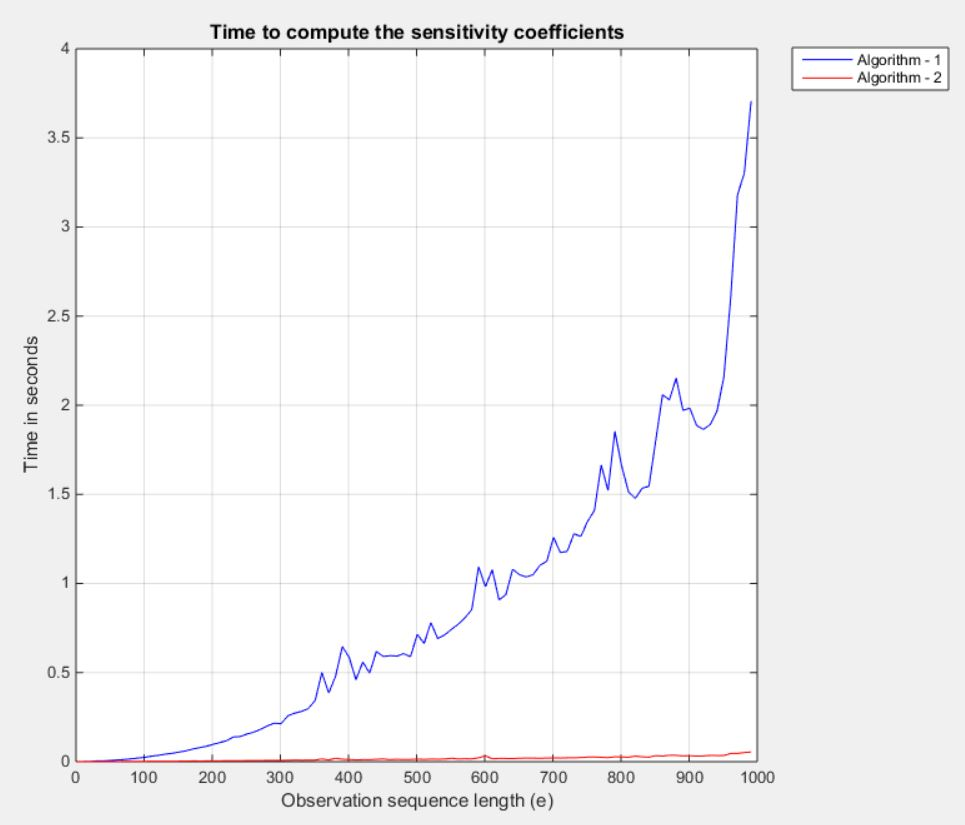 Time to compute the sensitivity coefficients
Algorithm - 1
Algorithm - 2
4
3.5
3
2.5
2
1.5
1
0.5
0
Time in seconds
0 100 200 300 400 500 600 700 800 900 1000
Observation sequence length (e)